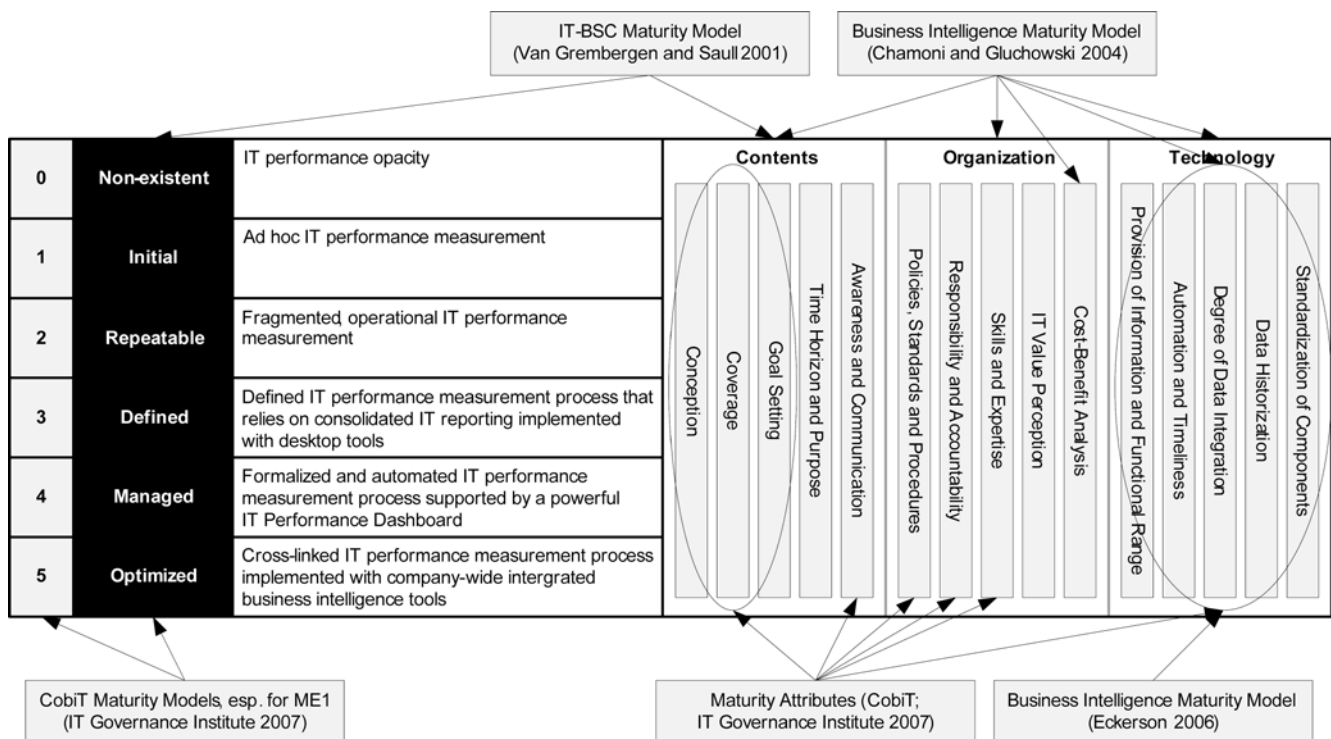 IT-BSC Maturity Model
(Van Grembergen and Saull 2001)
Business Intelligence Maturity Model
(Chamoni and Gluchowski 2004)
0
Non-existent
IT performance opacity
1
Initial
Ad hoc IT performance measurement
2
Repeatable
Fragmented, operational IT performance
measurement
3
Defined
Defined IT performance measurement process that
relies on consolidated IT reporting implemented
with desktop tools
4
Managed
Formalized and automated IT performance
measurement process supported by a powerful
IT Performance Dashboard
5
Optimized
Cross-linked IT performance measurement process
implemented with company-wide intergrated
business intelligence tools
Contents
Conception
Coverage
Goal Setting
Time Horizon and Purpose
Awareness and Communication
Organization
Policies, Standards and Procedures
Responsibility and Accountability
Skills and Expertise
IT Value Perception
Cost-Benefit Analysis
Technology
Provision of Information and Functional Range
Automation and Timeliness
Degree of Data Integration
Data Historization
Standardization of Components
CobiT Maturity Models, esp. for ME1
(IT Governance Institute 2007)
Maturity Attributes (CobiT;
IT Governance Institute 2007)
Business Intelligence Maturity Model
(Eckerson 2006)